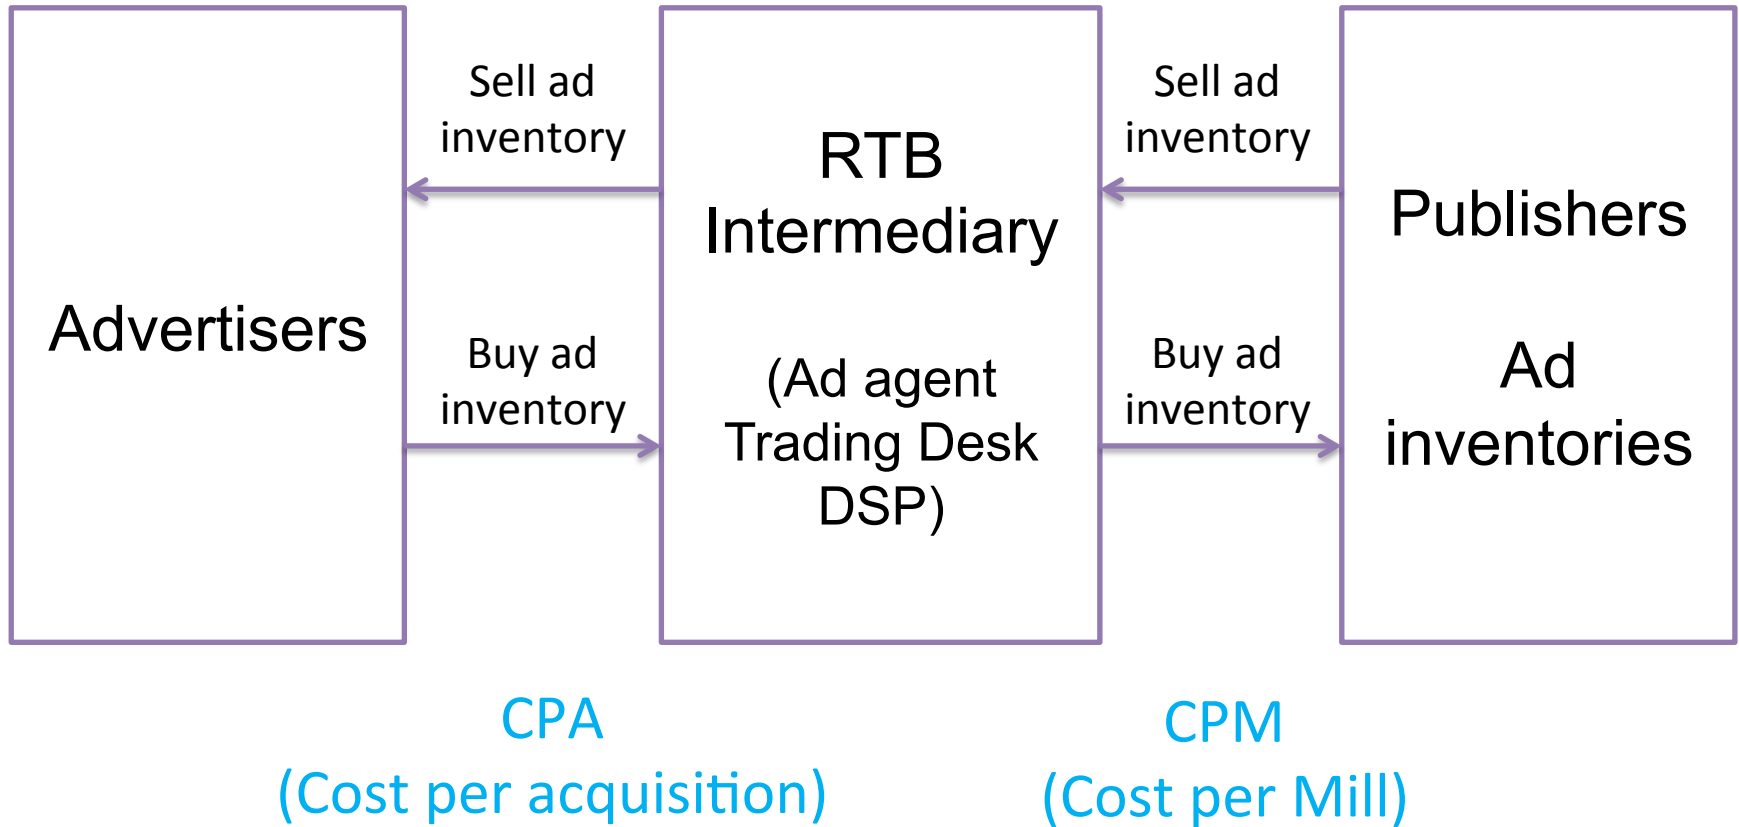 Advertisers
Sell ad
inventory
Buy ad
inventory
RTB
Intermediary
(Ad agent
Trading Desk
DSP)
Sell ad
inventory
Buy ad
inventory
Publishers
Ad
inventories
CPA
(Cost per acquisition)
CPM
(Cost per Mill)